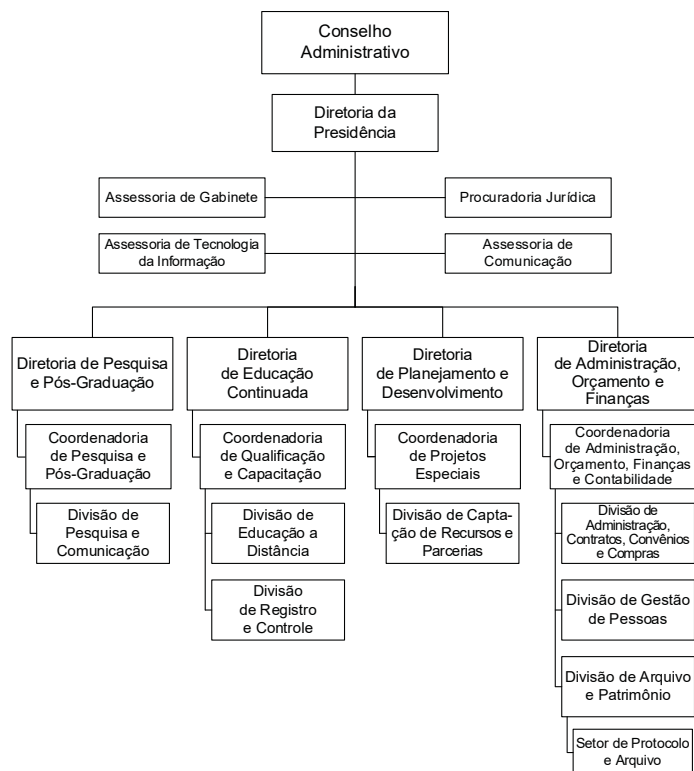 Conselho
Administrativo
Diretoria da
Presidência
Assessoria de Gabinete
Procuradoria Jurídica
Assessoria de Tecnologia
da Informação
Assessoria de
Comunicação
Diretoria de Pesquisa
e Pós-Graduação
Coordenadoria
de Pesquisa e
Pós-Graduação
Divisão de
Pesquisa e
Comunicação
Diretoria
de Educação
Continuada
Coordenadoria
de Qualificação
e Capacitação
Divisão de
Educação a
Distância
Divisão
de Registro
e Controle
Diretoria
de Planejamento e
Desenvolvimento
Coordenadoria
de Projetos
Especiais
Divisão de Capta-
ção de Recursos e
Parcerias
Diretoria
de Administração,
Orçamento e
Finanças
Coordenadoria
de Administração,
Orçamento, Finanças
e Contabilidade
Divisão de
Administração,
Contratos, Convênios
e Compras
Divisão de Gestão
de Pessoas
Divisão de Arquivo
e Patrimônio
Setor de Protocolo
e Arquivo